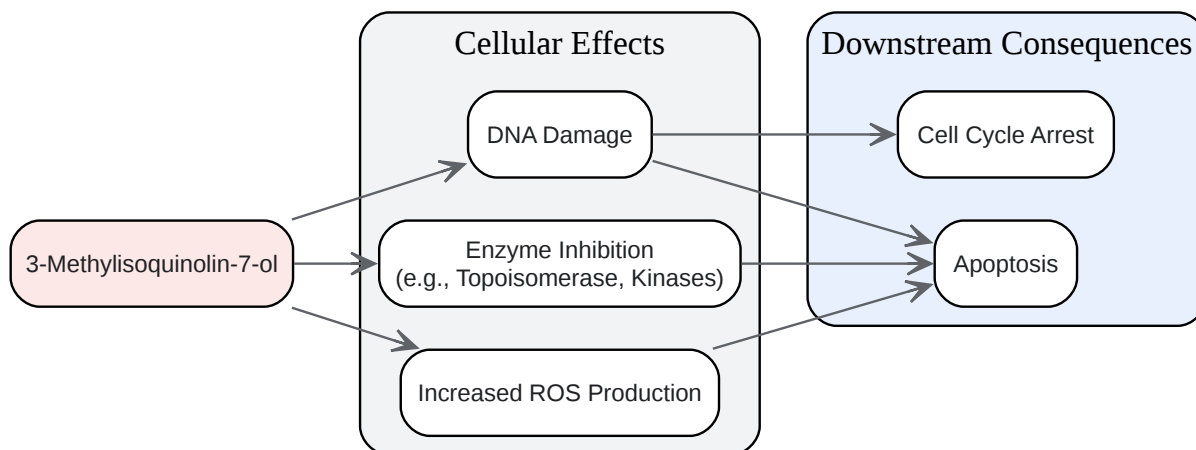 Cellular Effects
Downstream Consequences
DNA Damage
Cell Cycle Arrest
3-Methylisoquinolin-7-ol
Enzyme Inhibition
(e.g., Topoisomerase, Kinases)
Apoptosis
Increased ROS Production